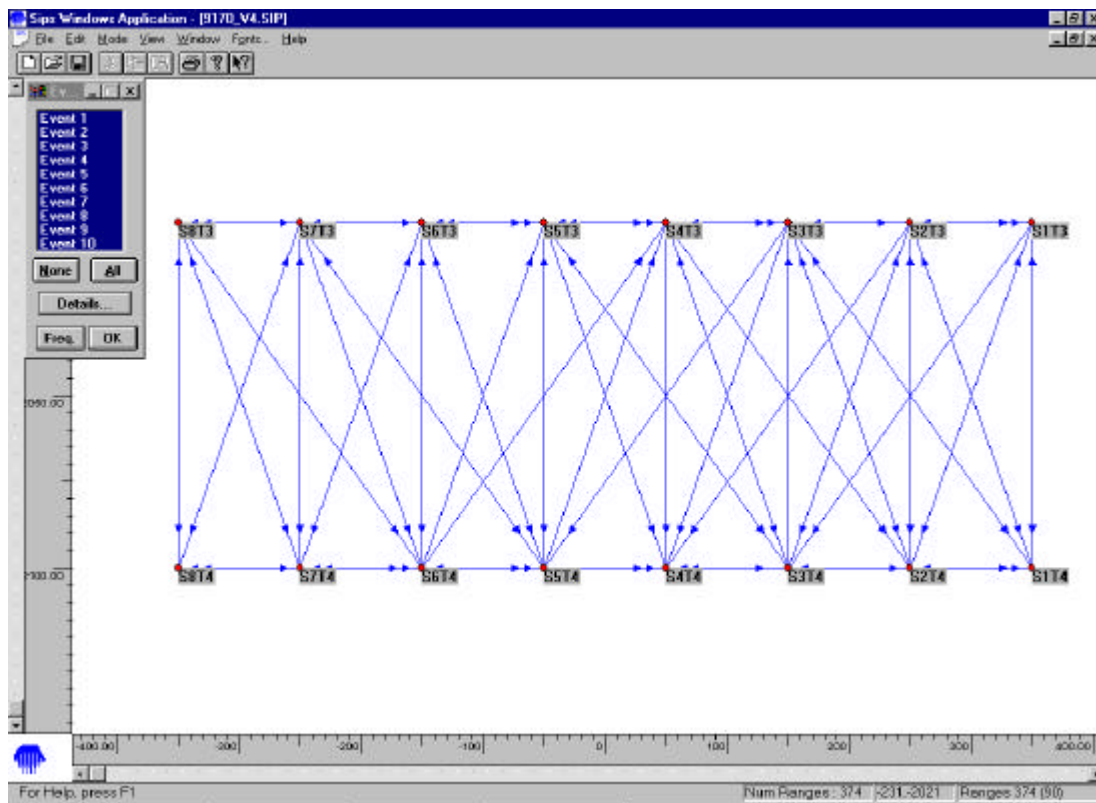 Sips Windows Application - [9170_V4.SIP]
File Edit Mode View Window Fonts... Help
Ev...
Event 1
Event 2
Event 3
Event 4
Event 5
Event 6
Event 7
Event 8
Event 9
Event 10
None All
Details...
Freq. OK
S8T3 S7T3 S6T3 S5T3 S4T3 S3T3 S2T3 S1T3
S8T4 S7T4 S6T4 S5T4 S4T4 S3T4 S2T4 S1T4
-400.00 -300 -200 -100 0 100 200 300 400.00
For Help, press F1 Num Ranges : 374 -231,-2021 Ranges 374 (90)